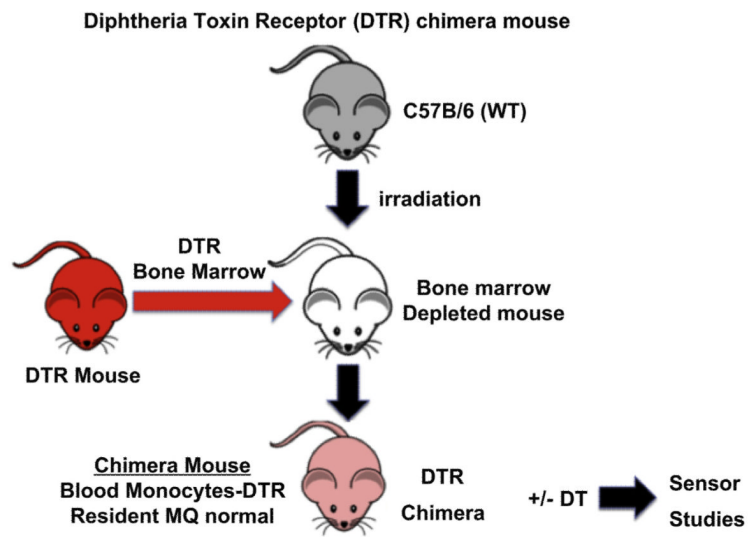 Diphtheria Toxin Receptor (DTR) chimera mouse
C57B/6 (WT)
irradiation
DTR
Bone Marrow
Bone marrow
Depleted mouse
DTR Mouse
Chimera Mouse
Blood Monocytes-DTR
Resident MQ normal
DTR
Chimera
+/- DT
Sensor
Studies